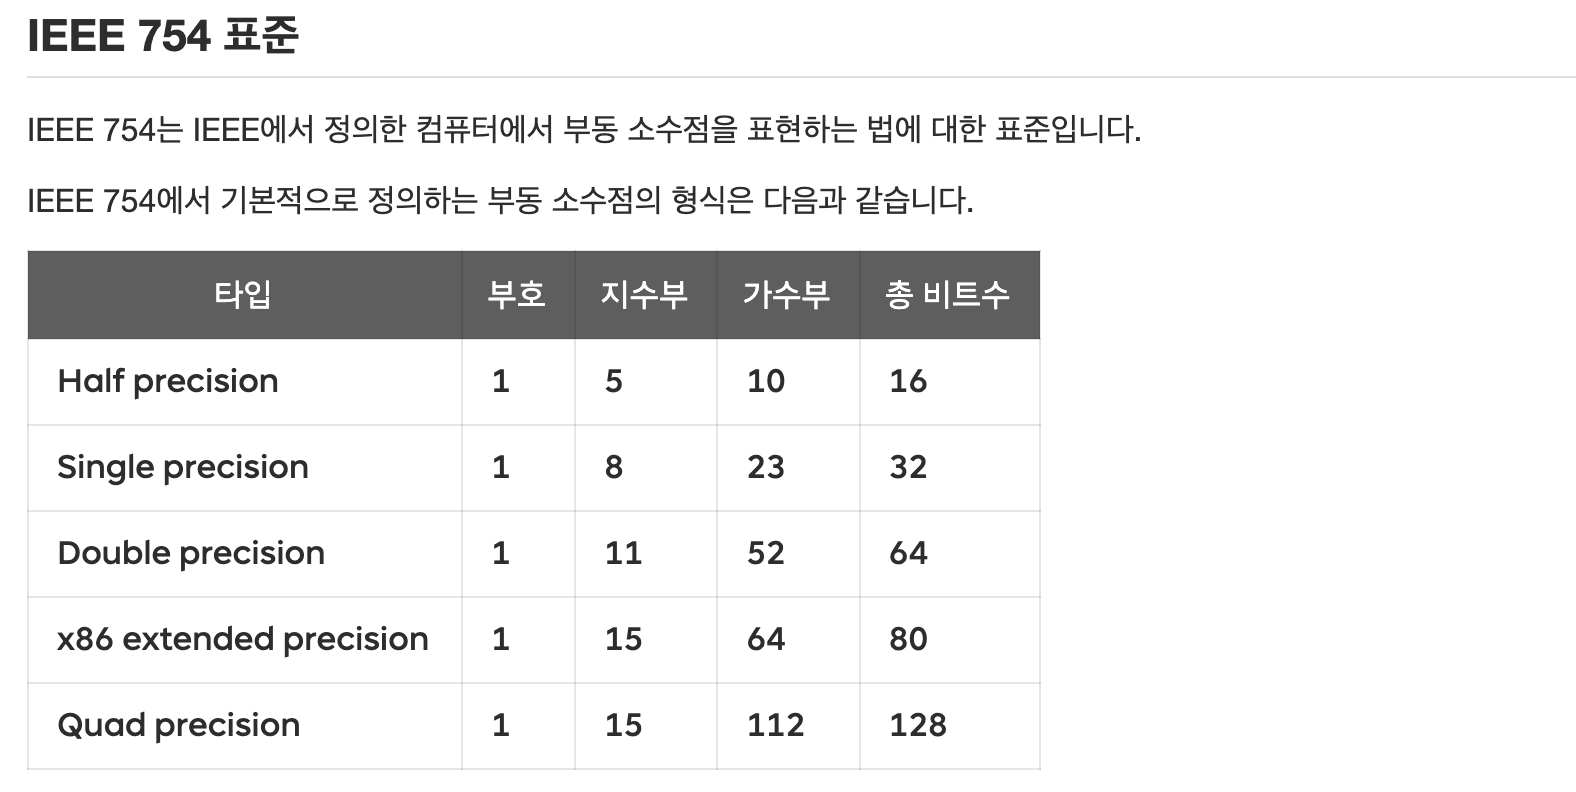 IEEE 754 표준
IEEE 754는 IEEE에서 정의한 컴퓨터에서 부동 소수점을 표현하는 법에 대한 표준입니다.
IEEE 754에서 기본적으로 정의하는 부동 소수점의 형식은 다음과 같습니다.
타입 부호 지수부 가수부 총 비트수
Half precision 1 5 10 16
Single precision 1 8 23 32
Double precision 1 11 52 64
x86 extended precision 1 15 64 80
Quad precision 1 15 112 128